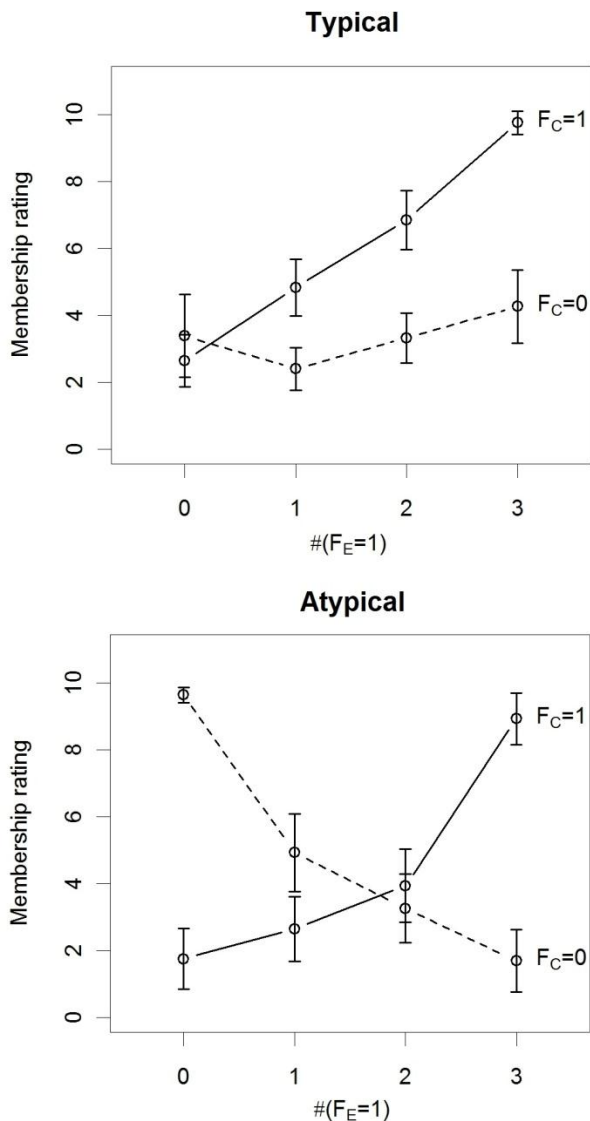 Typical
Membership rating
10
8
6
4
2
0
F_C=1
F_C=0
0 1 2 3
#(F_E=1)
Atypical
Membership rating
10
8
6
4
2
0
F_C=1
F_C=0
0 1 2 3
#(F_E=1)